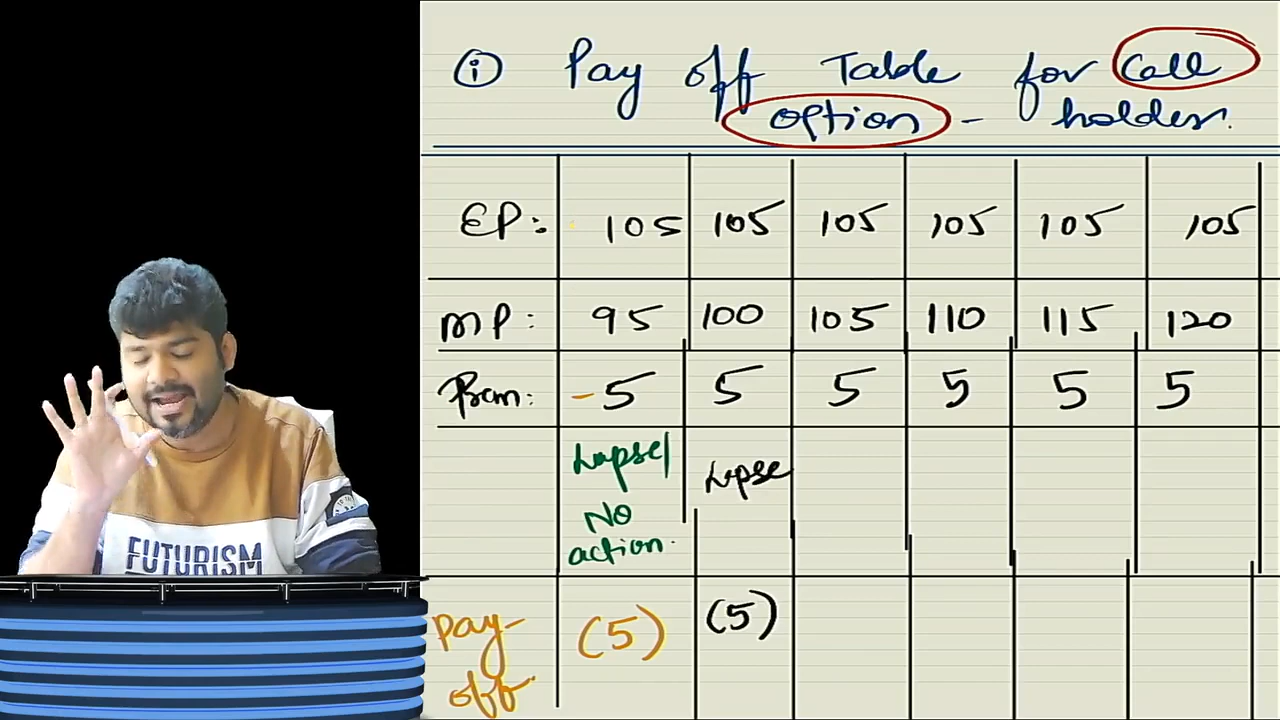 (i) Pay off Table for Call
option - holder.
EP: 105 105 105 105 105 105
MP: 95 100 105 110 115 120
Prem: -5 5 5 5 5 5
Lapse/ Lapse
No
action.
Pay- (5) (5)
off.
FUTURISM